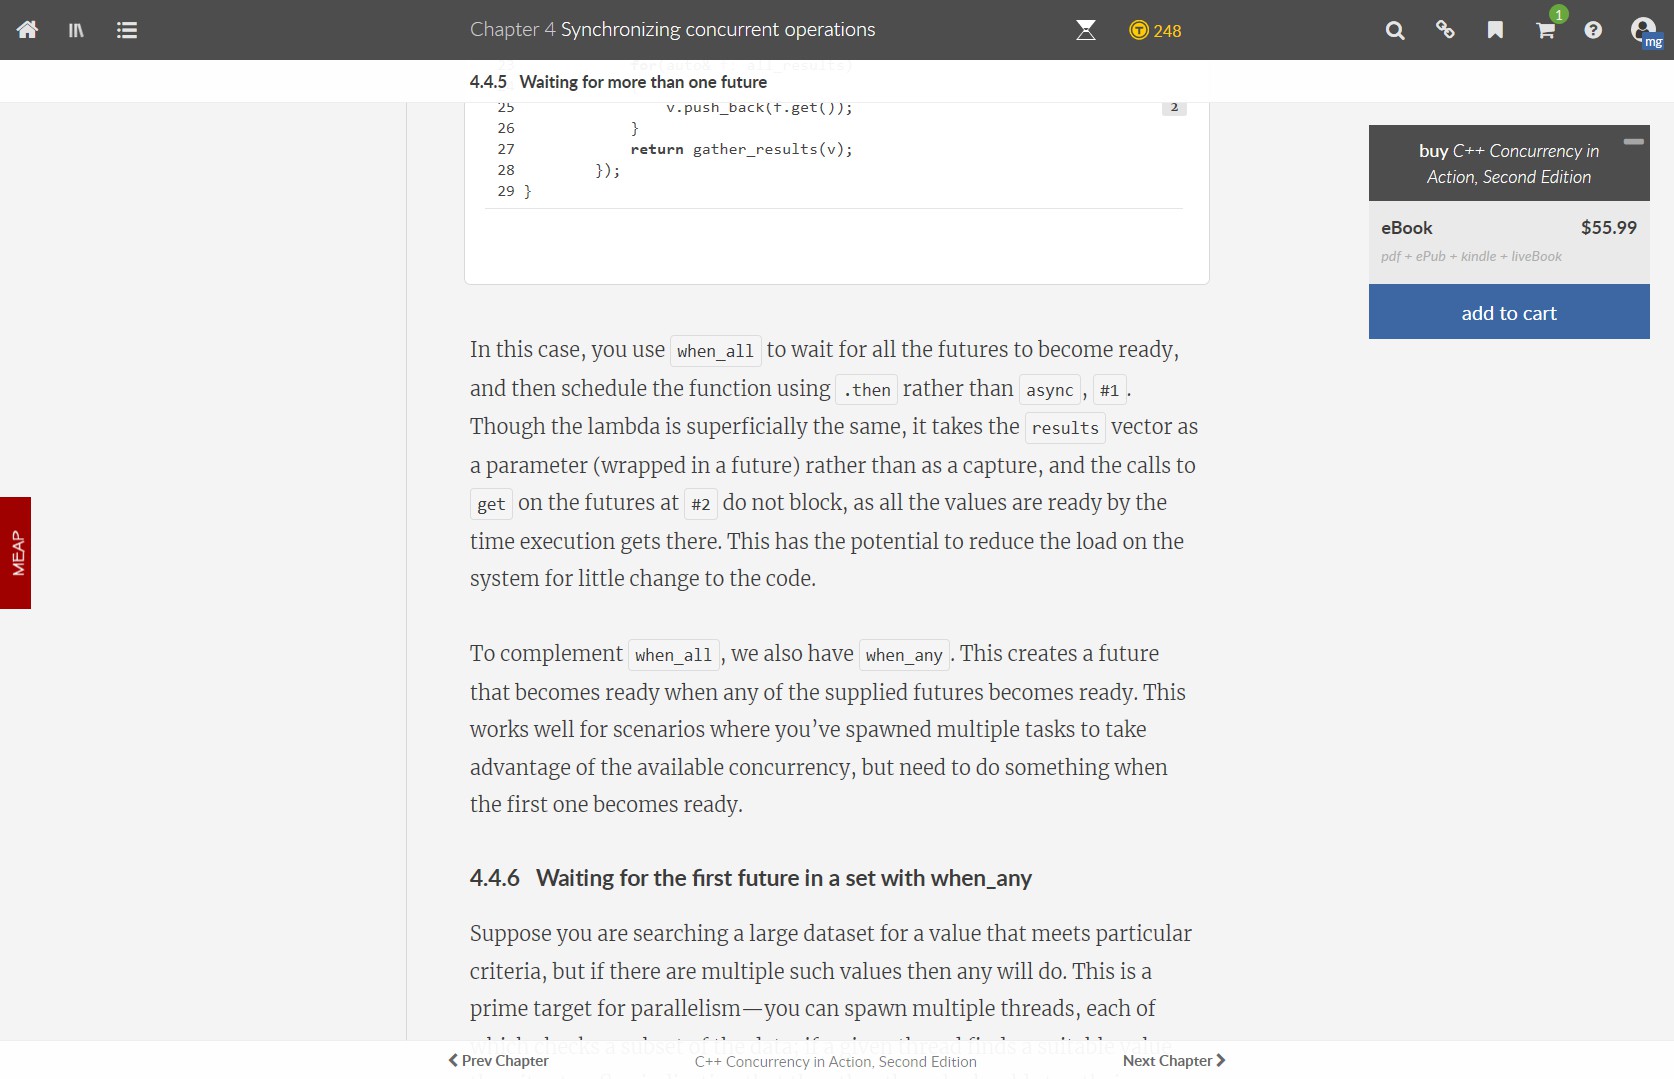 Chapter 4 Synchronizing concurrent operations
248
1
mg
4.4.5 Waiting for more than one future
25 v.push_back(f.get()); 2
26 }
27 return gather_results(v);
28 });
29 }
buy C++ Concurrency in
Action, Second Edition
eBook $55.99
pdf + ePub + kindle + liveBook
add to cart
In this case, you use when_all to wait for all the futures to become ready,
and then schedule the function using .then rather than async , #1 .
Though the lambda is superficially the same, it takes the results vector as
a parameter (wrapped in a future) rather than as a capture, and the calls to
get on the futures at #2 do not block, as all the values are ready by the
time execution gets there. This has the potential to reduce the load on the
system for little change to the code.
MEAP
To complement when_all , we also have when_any . This creates a future
that becomes ready when any of the supplied futures becomes ready. This
works well for scenarios where you’ve spawned multiple tasks to take
advantage of the available concurrency, but need to do something when
the first one becomes ready.
4.4.6 Waiting for the first future in a set with when_any
Suppose you are searching a large dataset for a value that meets particular
criteria, but if there are multiple such values then any will do. This is a
prime target for parallelism—you can spawn multiple threads, each of
which checks a subset of the data; if a given thread finds a suitable value,
Prev Chapter
C++ Concurrency in Action, Second Edition
Next Chapter